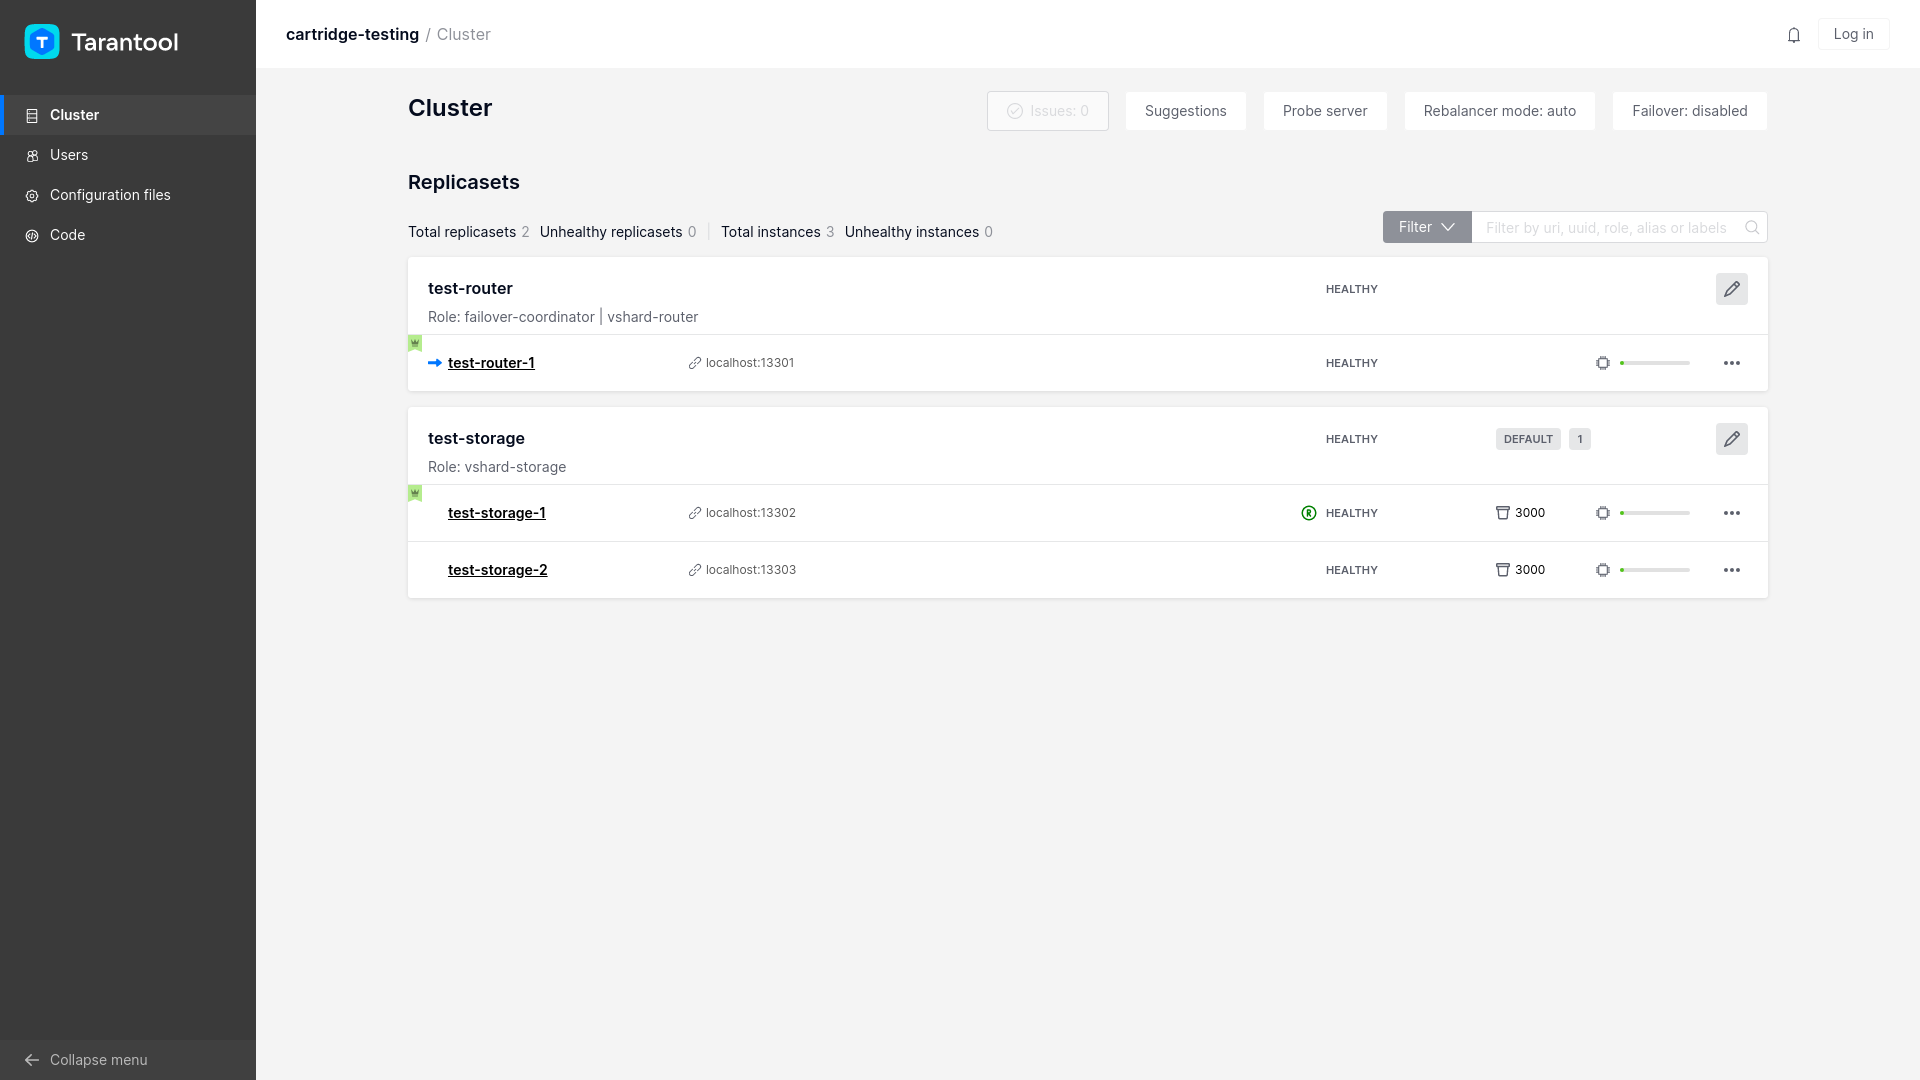 Tarantool
Cluster
Users
Configuration files
Code
Collapse menu
cartridge-testing / Cluster
Log in
Cluster
Issues: 0
Suggestions
Probe server
Rebalancer mode: auto
Failover: disabled
Replicasets
Total replicasets 2 Unhealthy replicasets 0 Total instances 3 Unhealthy instances 0
Filter
Filter by uri, uuid, role, alias or labels
test-router
HEALTHY
Role: failover-coordinator | vshard-router
test-router-1
localhost:13301
HEALTHY
test-storage
HEALTHY
DEFAULT
1
Role: vshard-storage
test-storage-1
localhost:13302
R
HEALTHY
3000
test-storage-2
localhost:13303
HEALTHY
3000